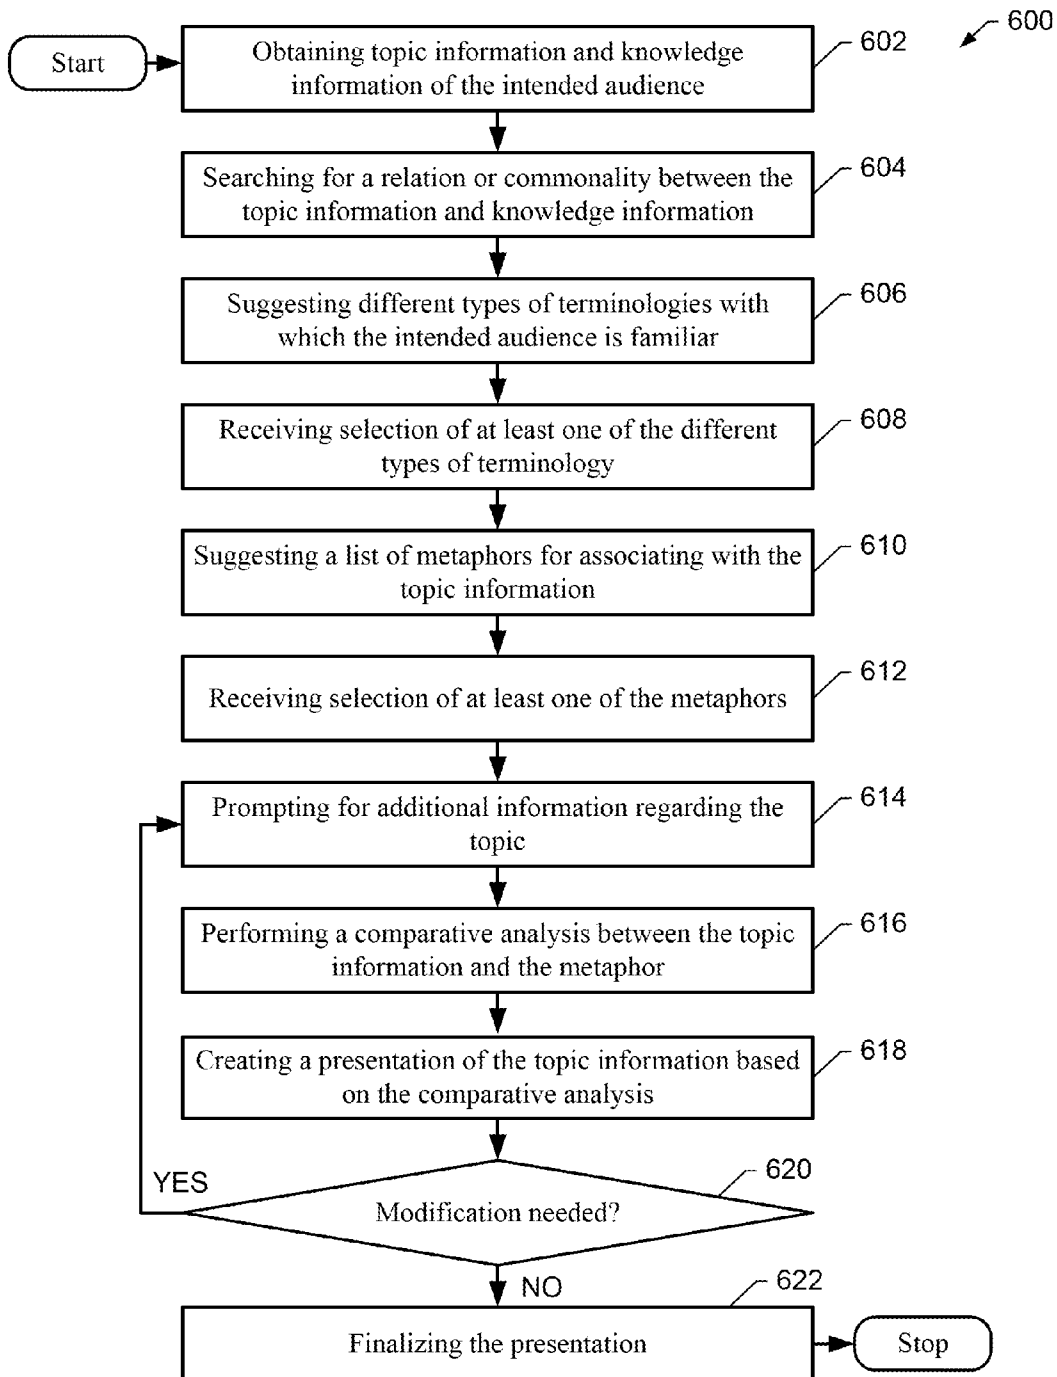 600
Start
Obtaining topic information and knowledge
information of the intended audience
602
Searching for a relation or commonality between the
topic information and knowledge information
604
Suggesting different types of terminologies with
which the intended audience is familiar
606
Receiving selection of at least one of the different
types of terminology
608
Suggesting a list of metaphors for associating with the
topic information
610
Receiving selection of at least one of the metaphors
612
Prompting for additional information regarding the
topic
614
Performing a comparative analysis between the topic
information and the metaphor
616
Creating a presentation of the topic information based
on the comparative analysis
618
YES
Modification needed?
620
NO
622
Finalizing the presentation
Stop